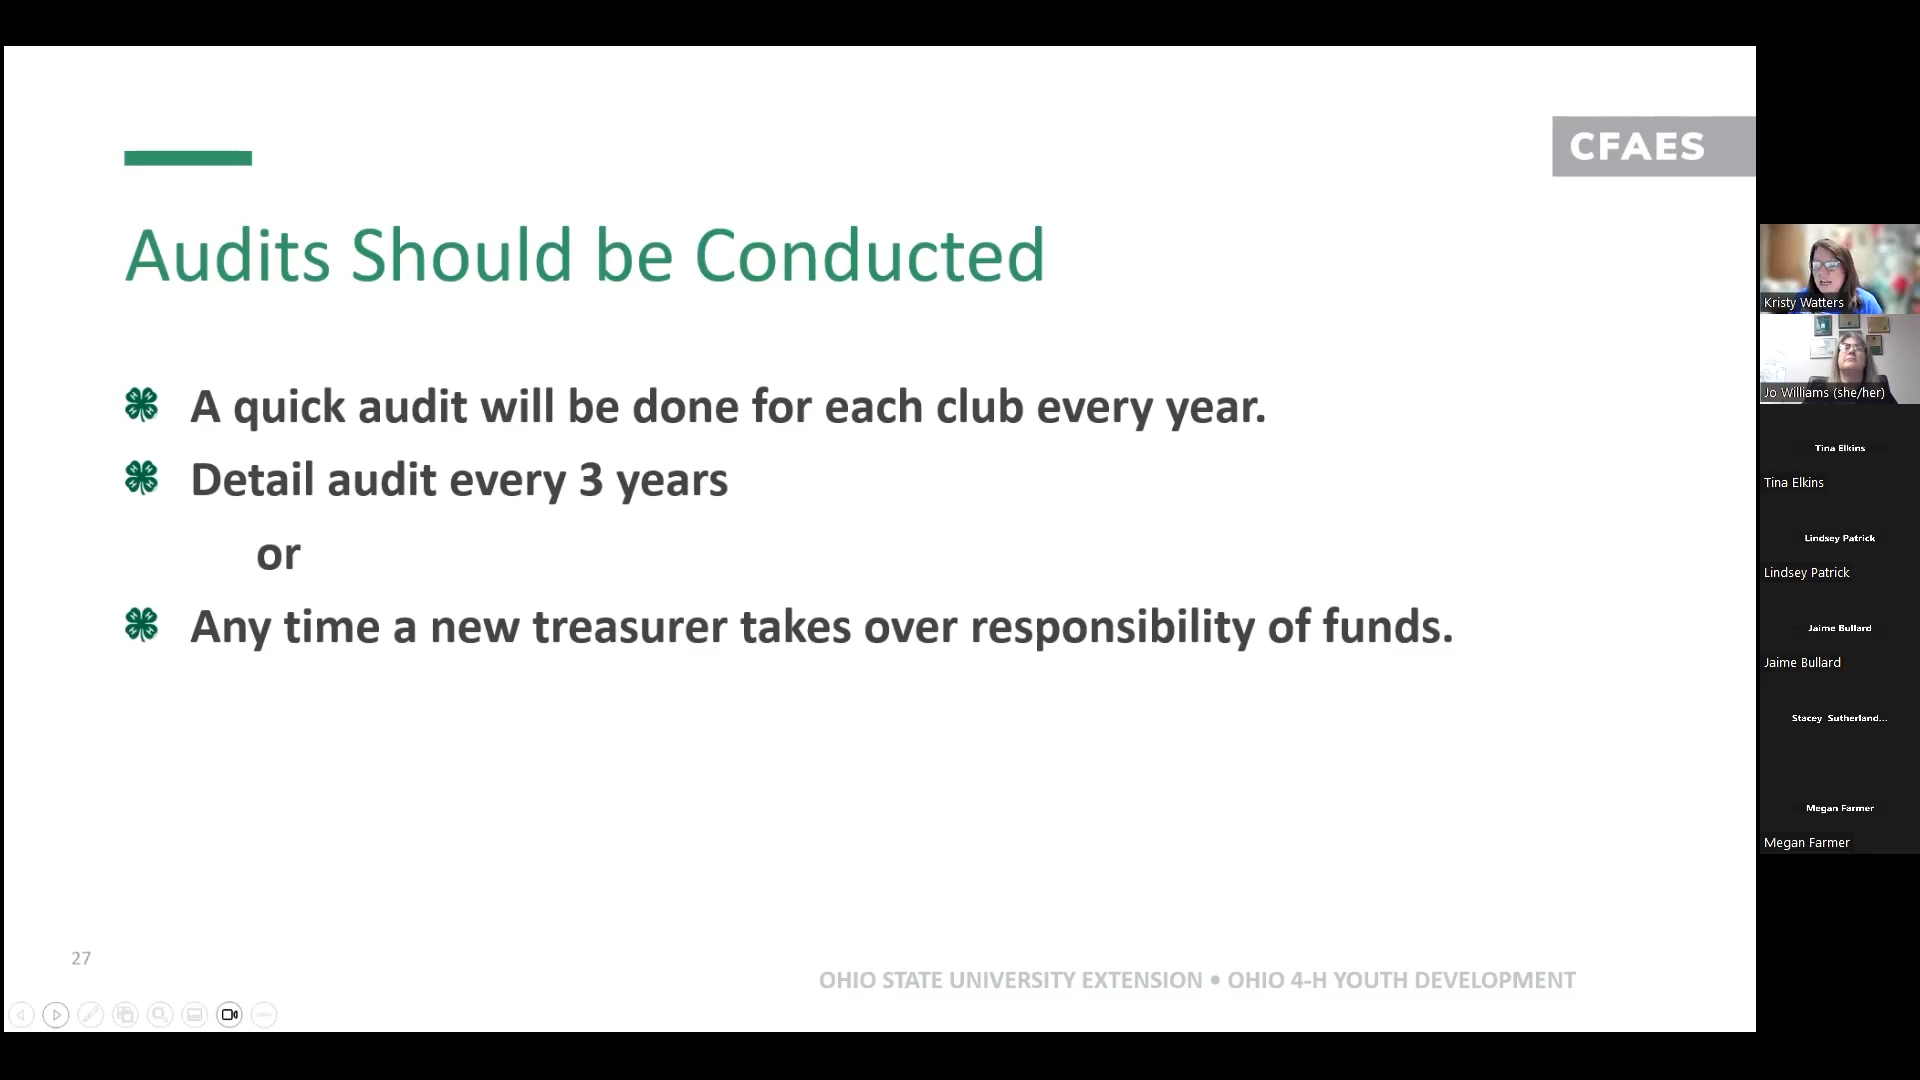 CFAES
Audits Should be Conducted
A quick audit will be done for each club every year.
Detail audit every 3 years
or
Any time a new treasurer takes over responsibility of funds.
27
OHIO STATE UNIVERSITY EXTENSION • OHIO 4-H YOUTH DEVELOPMENT
Kristy Watters
Jo Williams (she/her)
Tina Elkins
Tina Elkins
Lindsey Patrick
Lindsey Patrick
Jaime Bullard
Jaime Bullard
Stacey Sutherland...
Megan Farmer
Megan Farmer